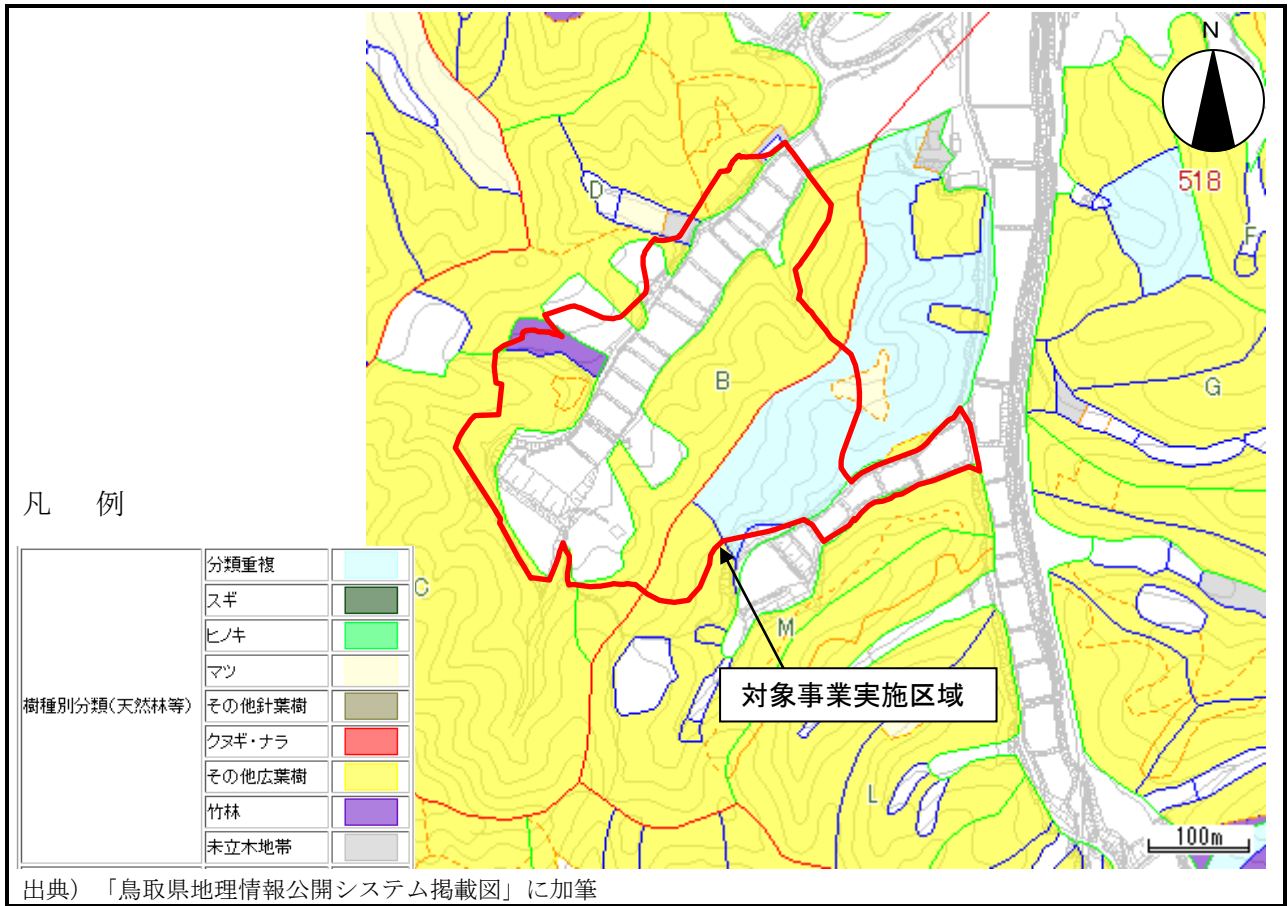 N
518
D
F
B
G
凡　例
樹種別分類(天然林等)
分類重複
スギ
ヒノキ
マツ
その他針葉樹
クヌギ・ナラ
その他広葉樹
竹林
未立木地帯
C
M
対象事業実施区域
L
100m
出典）「鳥取県地理情報公開システム掲載図」に加筆